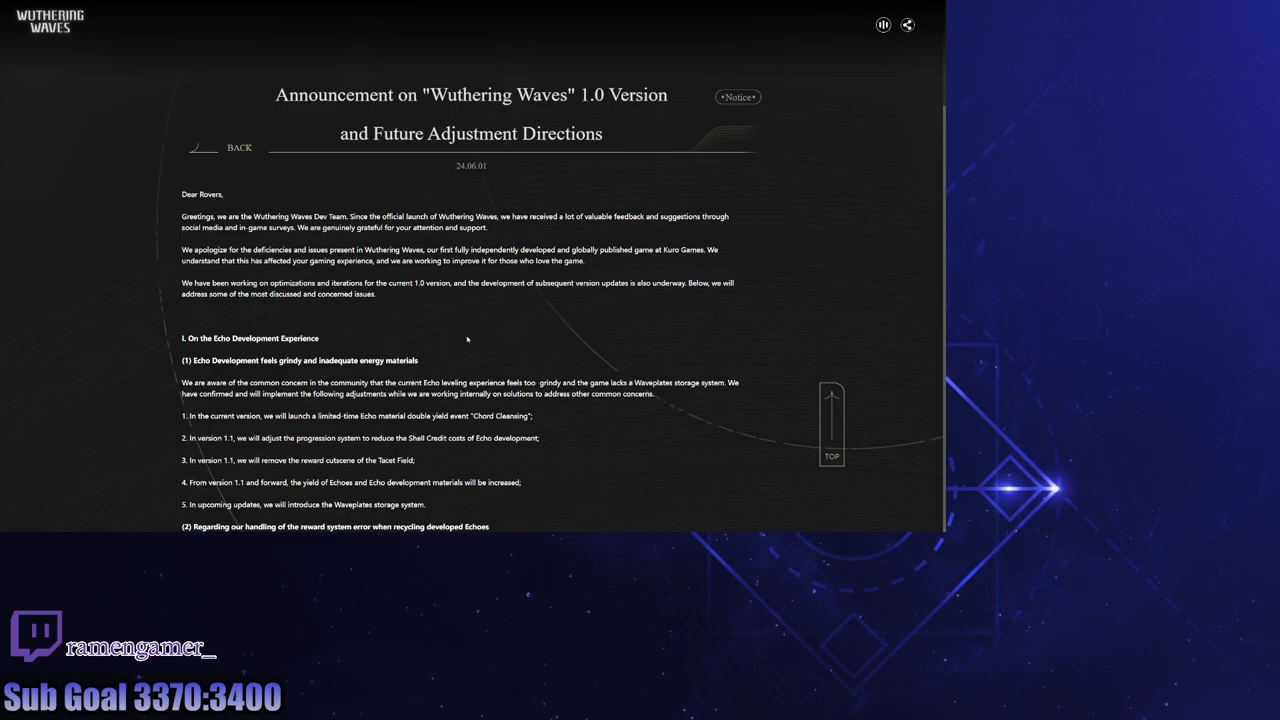 WUTHERING
WAVES
Announcement on "Wuthering Waves" 1.0 Version
and Future Adjustment Directions
•Notice•
BACK
24.06.01
Dear Rovers,
Greetings, we are the Wuthering Waves Dev Team. Since the official launch of Wuthering Waves, we have received a lot of valuable feedback and suggestions through
social media and in-game surveys. We are genuinely grateful for your attention and support.
We apologize for the deficiencies and issues present in Wuthering Waves, our first fully independently developed and globally published game at Kuro Games. We
understand that this has affected your gaming experience, and we are working to improve it for those who love the game.
We have been working on optimizations and iterations for the current 1.0 version, and the development of subsequent version updates is also underway. Below, we will
address some of the most discussed and concerned issues.
I. On the Echo Development Experience
(1) Echo Development feels grindy and inadequate energy materials
We are aware of the common concern in the community that the current Echo leveling experience feels too grindy and the game lacks a Waveplates storage system. We
have confirmed and will implement the following adjustments while we are working internally on solutions to address other common concerns.
1. In the current version, we will launch a limited-time Echo material double yield event "Chord Cleansing";
2. In version 1.1, we will adjust the progression system to reduce the Shell Credit costs of Echo development;
3. In version 1.1, we will remove the reward cutscene of the Tacet Field;
4. From version 1.1 and forward, the yield of Echoes and Echo development materials will be increased;
5. In upcoming updates, we will introduce the Waveplates storage system.
(2) Regarding our handling of the reward system error when recycling developed Echoes
TOP
ramengamer_
Sub Goal 3370:3400